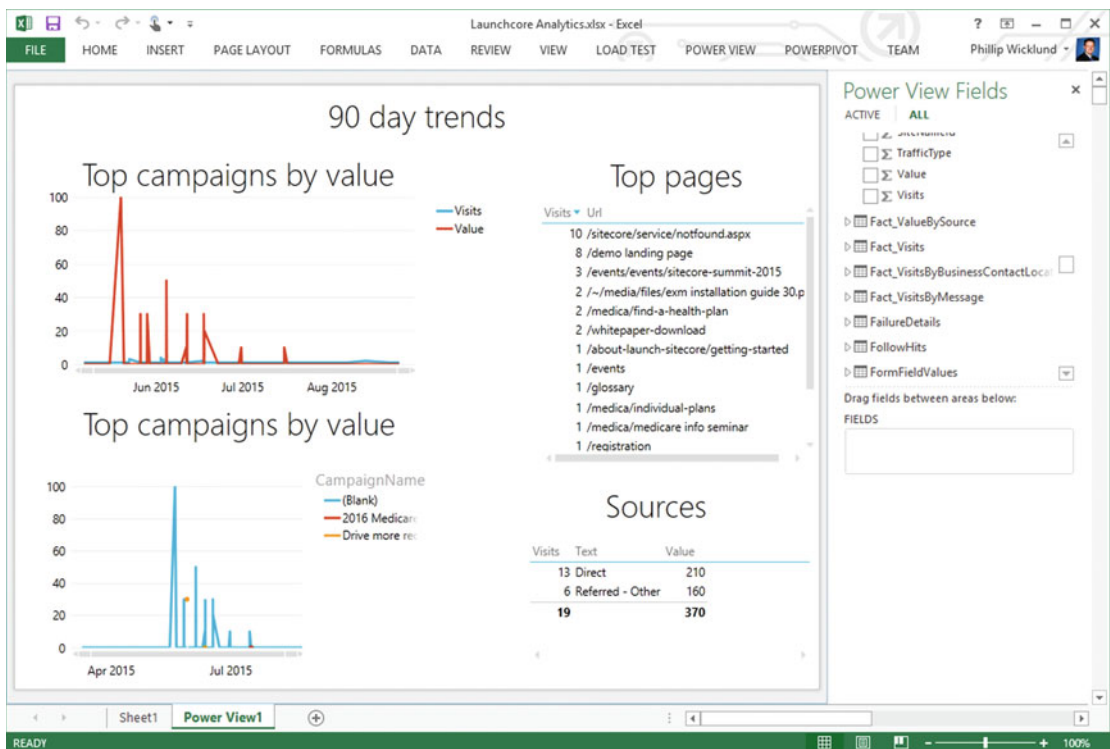 Launchcore Analytics.xlsx - Excel
?
FILE HOME INSERT PAGE LAYOUT FORMULAS DATA REVIEW VIEW LOAD TEST POWER VIEW POWERPIVOT TEAM Phillip Wicklund
90 day trends
Top campaigns by value
100
80
60
40
20
0
Jun 2015 Jul 2015 Aug 2015
Visits
Value
Top campaigns by value
CampaignName
(Blank)
2016 Medicare
Drive more rec
100
80
60
40
20
0
Apr 2015 Jul 2015
Top pages
Visits Url
10 /sitecore/service/notfound.aspx
8 /demo landing page
3 /events/events/sitecore-summit-2015
2 /~/media/files/exm installation guide 30.p
2 /medica/find-a-health-plan
2 /whitepaper-download
1 /about-launch-sitecore/getting-started
1 /events
1 /glossary
1 /medica/individual-plans
1 /medica/medicare info seminar
1 /registration
Sources
Visits Text Value
13 Direct 210
6 Referred - Other 160
19 370
Power View Fields
ACTIVE ALL
Σ TrafficType
Σ Value
Σ Visits
Fact_ValueBySource
Fact_Visits
Fact_VisitsByBusinessContactLocat
Fact_VisitsByMessage
FailureDetails
FollowHits
FormFieldValues
Drag fields between areas below:
FIELDS
Sheet1 Power View1
READY 100%